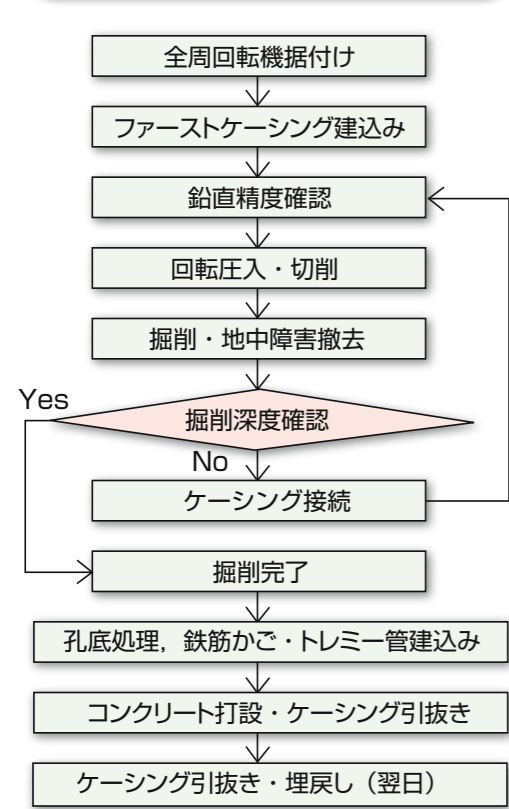 全周回転機据付け
ファーストケーシング建込み
鉛直精度確認
回転圧入・切削
掘削・地中障害撤去
Yes
掘削深度確認
No
ケーシング接続
掘削完了
孔底処理，鉄筋かご・トレミー管建込み
コンクリート打設・ケーシング引抜き
ケーシング引抜き・埋戻し（翌日）